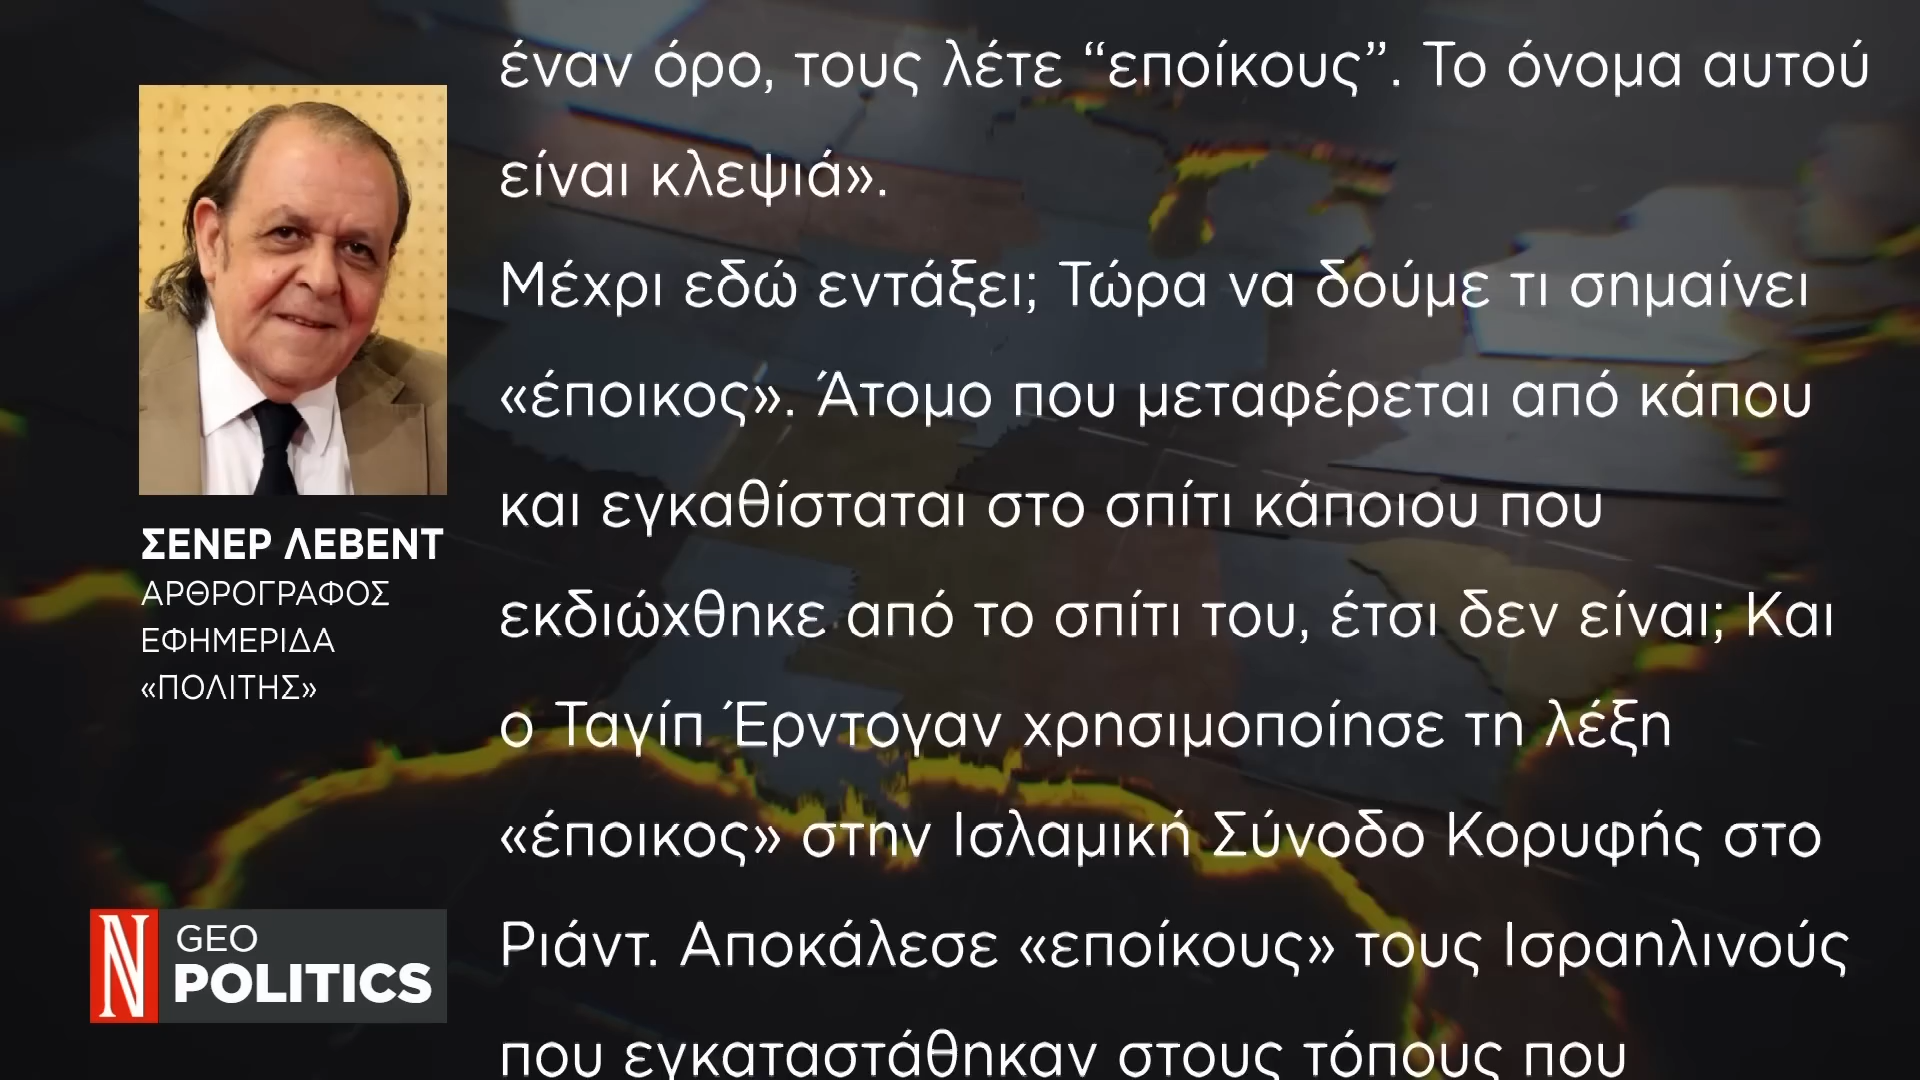 έναν όρο, τους λέτε “εποίκους”. Το όνομα αυτού
είναι κλεψιά».
Μέχρι εδώ εντάξει; Τώρα να δούμε τι σημαίνει
«έποικος». Άτομο που μεταφέρεται από κάπου
και εγκαθίσταται στο σπίτι κάποιου που
εκδιώχθηκε από το σπίτι του, έτσι δεν είναι; Και
ο Ταγίπ Έρντογαν χρησιμοποίησε τη λέξη
«έποικος» στην Ισλαμική Σύνοδο Κορυφής στο
Ριάντ. Αποκάλεσε «εποίκους» τους Ισραηλινούς
που εγκαταστάθηκαν στους τόπους που
ΣΕΝΕΡ ΛΕΒΕΝΤ
ΑΡΘΡΟΓΡΑΦΟΣ
ΕΦΗΜΕΡΙΔΑ
«ΠΟΛΙΤΗΣ»
N
GEO
POLITICS